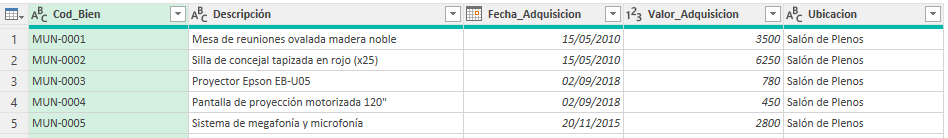 Cod_Bien Descripción Fecha_Adquisicion Valor_Adquisicion Ubicacion
1 MUN-0001 Mesa de reuniones ovalada madera noble 15/05/2010 3500 Salón de Plenos
2 MUN-0002 Silla de concejal tapizada en rojo (x25) 15/05/2010 6250 Salón de Plenos
3 MUN-0003 Proyector Epson EB-U05 02/09/2018 780 Salón de Plenos
4 MUN-0004 Pantalla de proyección motorizada 120" 02/09/2018 450 Salón de Plenos
5 MUN-0005 Sistema de megafonía y microfonía 20/11/2015 2800 Salón de Plenos